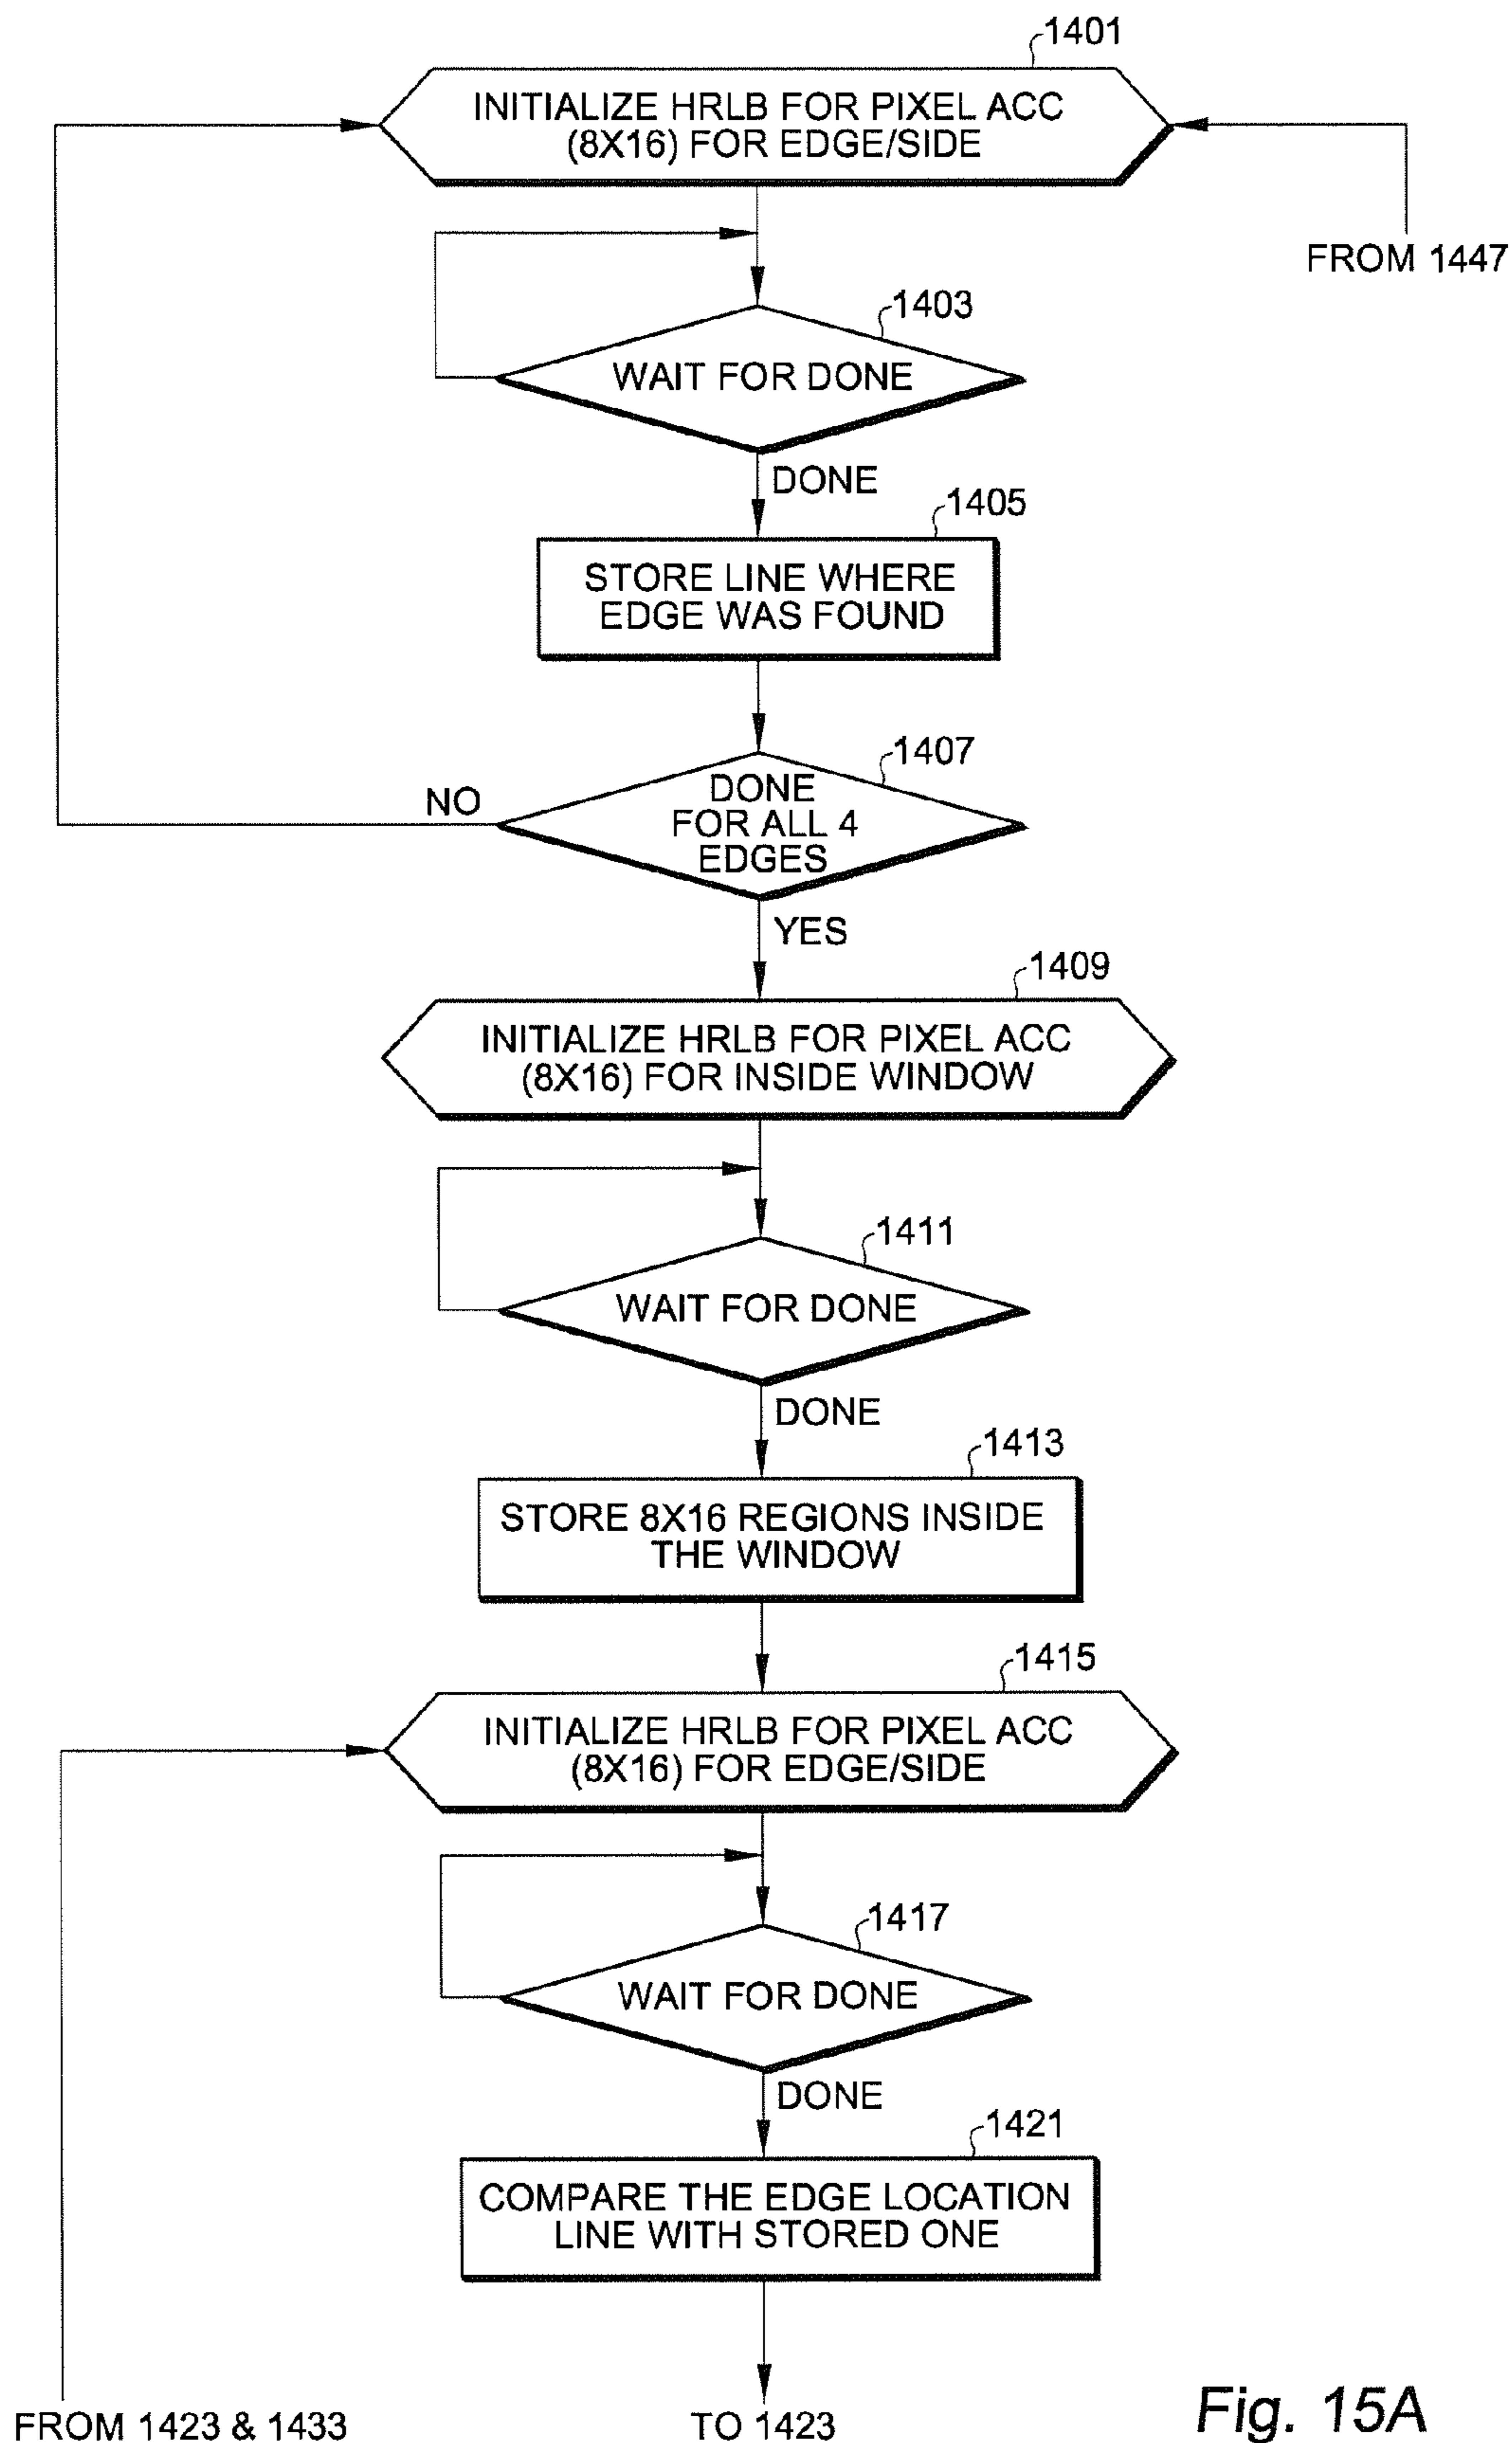 1401
INITIALIZE HRLB FOR PIXEL ACC
(8X16) FOR EDGE/SIDE
FROM 1447
1403
WAIT FOR DONE
DONE
1405
STORE LINE WHERE
EDGE WAS FOUND
1407
DONE
FOR ALL 4
EDGES
NO
YES
1409
INITIALIZE HRLB FOR PIXEL ACC
(8X16) FOR INSIDE WINDOW
1411
WAIT FOR DONE
DONE
1413
STORE 8X16 REGIONS INSIDE
THE WINDOW
1415
INITIALIZE HRLB FOR PIXEL ACC
(8X16) FOR EDGE/SIDE
1417
WAIT FOR DONE
DONE
1421
COMPARE THE EDGE LOCATION
LINE WITH STORED ONE
FROM 1423 & 1433
TO 1423
Fig. 15A